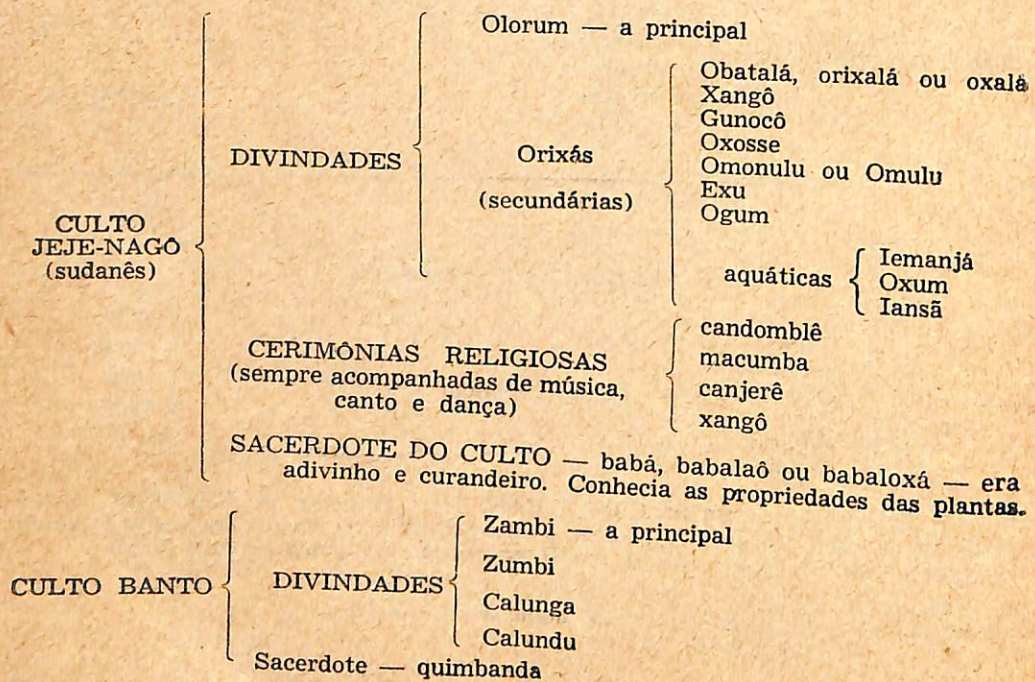 Olorum — a principal
CULTO
JEJE-NAGÔ
(sudanês)
DIVINDADES
Orixás
(secundárias)
Obatalá, orixalá ou oxalá
Xangô
Gunocô
Oxosse
Omonulu ou Omulu
Exu
Ogum
aquáticas
Iemanjá
Oxum
Iansã
CERIMÔNIAS RELIGIOSAS
(sempre acompanhadas de música,
canto e dança)
candomblê
macumba
canjerê
xangô
SACERDOTE DO CULTO — babá, babalaô ou babaloxá — era
adivinho e curandeiro. Conhecia as propriedades das plantas.
CULTO BANTO
DIVINDADES
Zambi — a principal
Zumbi
Calunga
Calundu
Sacerdote — quimbanda